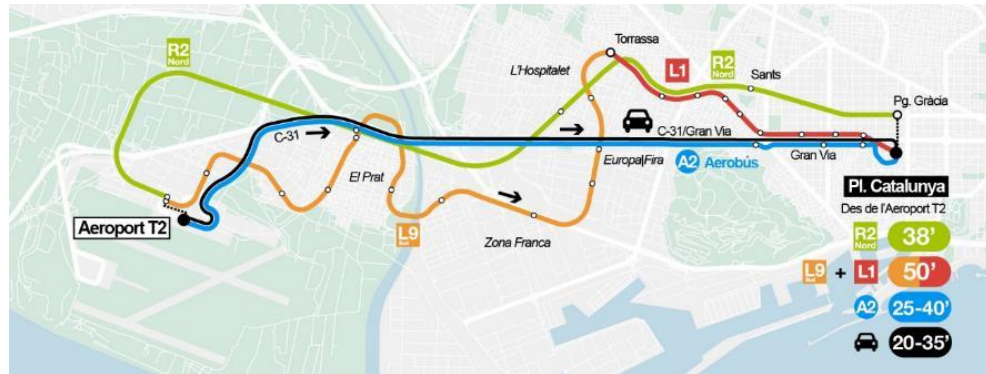 R2
Nord
Torrassa
L'Hospitalet
L1
R2
Nord
Sants
Pg. Gràcia
C-31
C-31/Gran Via
A2 Aerobús
Europa|Fira
Gran Via
El Prat
Aeroport T2
L9
Sud
Zona Franca
Pl. Catalunya
Des de l'Aeroport T2
R2 Nord 38'
L9 Sud + L1 50'
A2 25-40'
20-35'